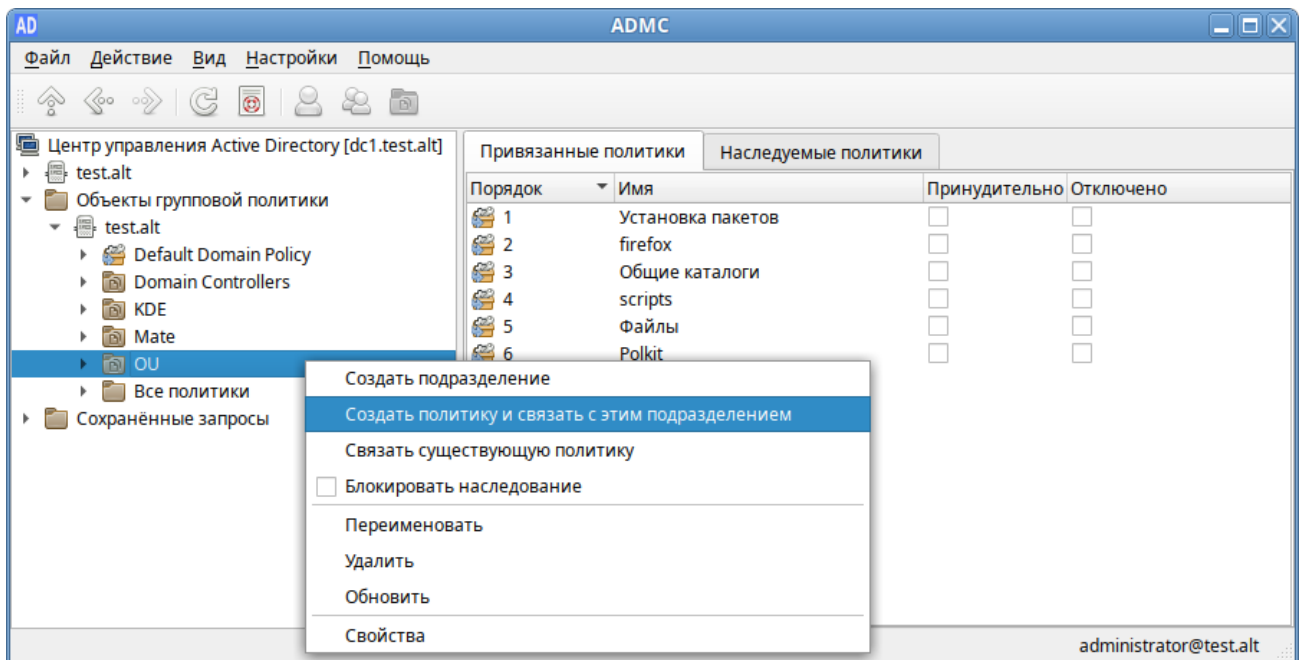 AD ADMC
Файл Действие Вид Настройки Помощь
Центр управления Active Directory [dc1.test.alt]
test.alt
Объекты групповой политики
test.alt
Default Domain Policy
Domain Controllers
KDE
Mate
OU
Все политики
Сохранённые запросы
Привязанные политики Наследуемые политики
Порядок Имя Принудительно Отключено
1 Установка пакетов
2 firefox
3 Общие каталоги
4 scripts
5 Файлы
6 Polkit
Создать подразделение
Создать политику и связать с этим подразделением
Связать существующую политику
Блокировать наследование
Переименовать
Удалить
Обновить
Свойства
administrator@test.alt